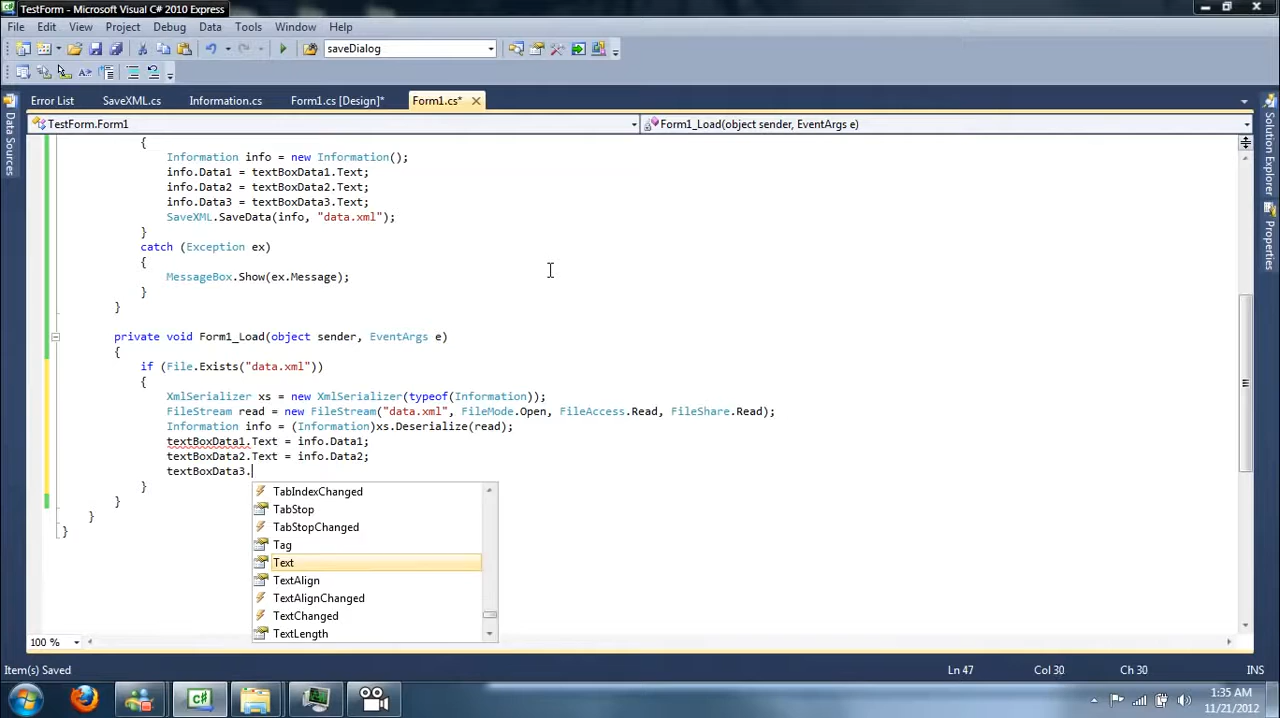 TestForm - Microsoft Visual C# 2010 Express
File Edit View Project Debug Data Tools Window Help
saveDialog
Error List SaveXML.cs Information.cs Form1.cs [Design]* Form1.cs*
TestForm.Form1 Form1_Load(object sender, EventArgs e)
Data Sources
Solution Explorer
Properties
{
Information info = new Information();
info.Data1 = textBoxData1.Text;
info.Data2 = textBoxData2.Text;
info.Data3 = textBoxData3.Text;
SaveXML.SaveData(info, "data.xml");
}
catch (Exception ex)
{
MessageBox.Show(ex.Message);
}
}
private void Form1_Load(object sender, EventArgs e)
{
if (File.Exists("data.xml"))
{
XmlSerializer xs = new XmlSerializer(typeof(Information));
FileStream read = new FileStream("data.xml", FileMode.Open, FileAccess.Read, FileShare.Read);
Information info = (Information)xs.Deserialize(read);
textBoxData1.Text = info.Data1;
textBoxData2.Text = info.Data2;
textBoxData3.
}
}
}
}
TabIndexChanged
TabStop
TabStopChanged
Tag
Text
TextAlign
TextAlignChanged
TextChanged
TextLength
100 %
Item(s) Saved Ln 47 Col 30 Ch 30 INS
C#
1:35 AM
11/21/2012